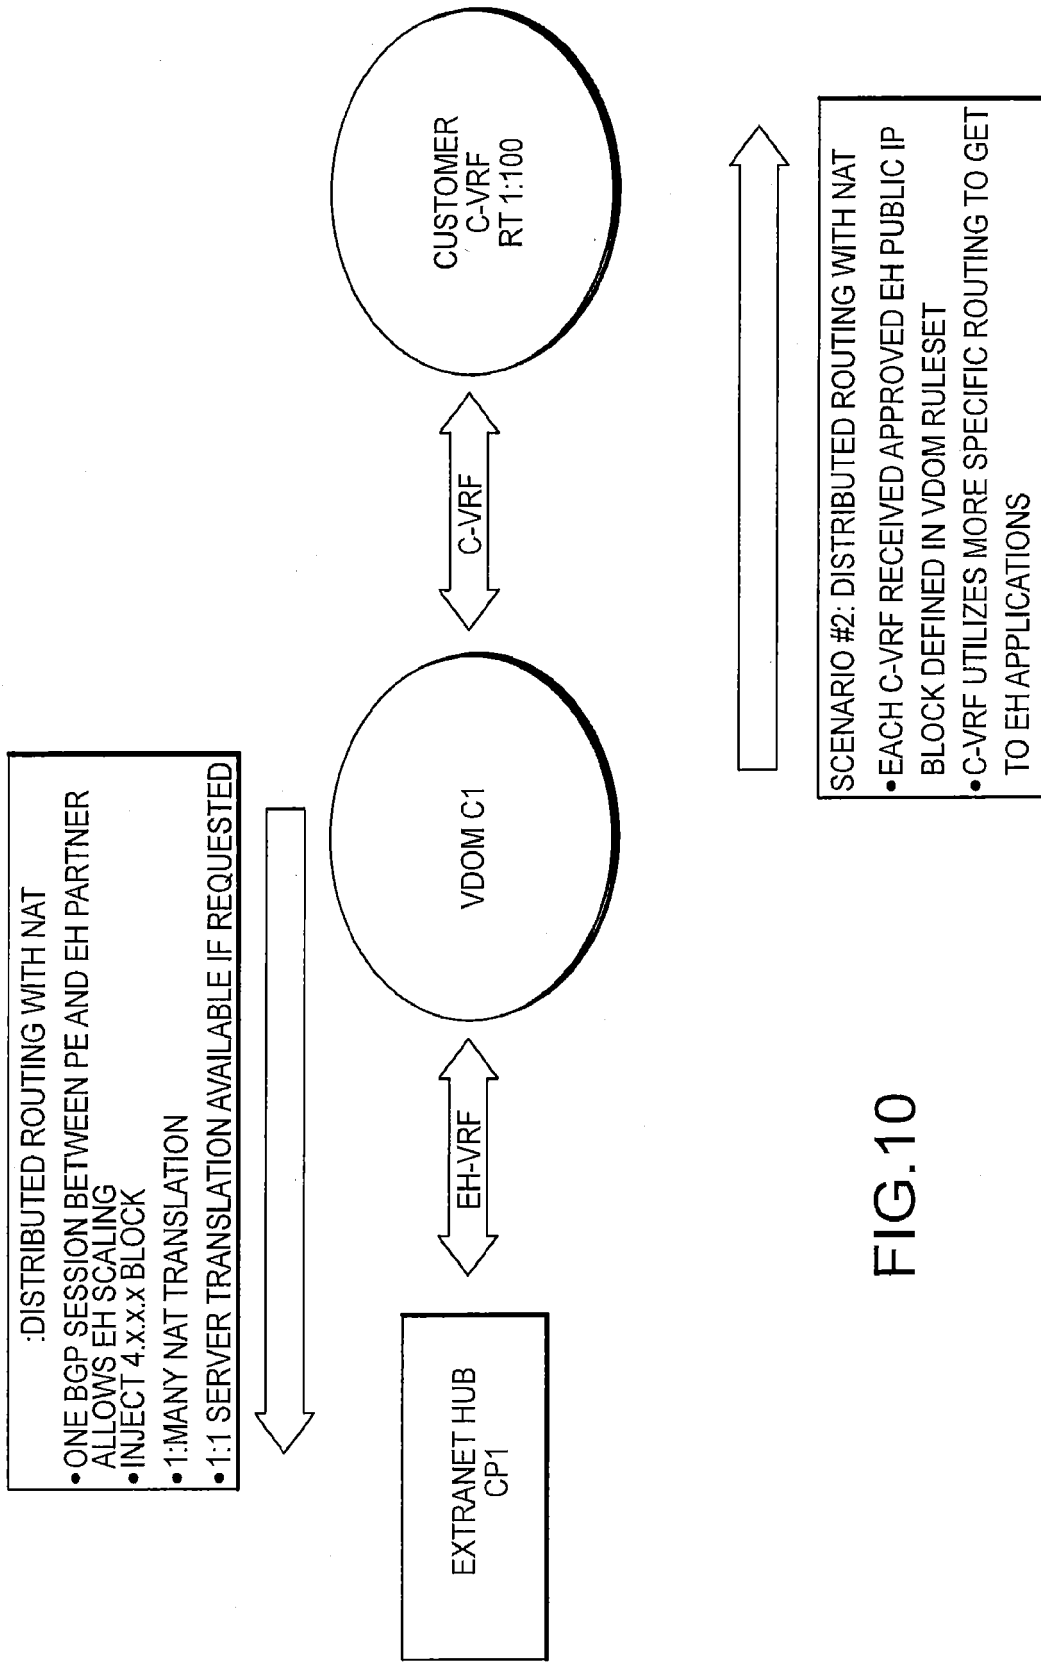 :DISTRIBUTED ROUTING WITH NAT
• ONE BGP SESSION BETWEEN PE AND EH PARTNER
ALLOWS EH SCALING
• INJECT 4.X.X.X BLOCK
• 1:MANY NAT TRANSLATION
• 1:1 SERVER TRANSLATION AVAILABLE IF REQUESTED
EXTRANET HUB
CP1
EH-VRF
VDOM C1
C-VRF
CUSTOMER
C-VRF
RT 1:100
SCENARIO #2: DISTRIBUTED ROUTING WITH NAT
• EACH C-VRF RECEIVED APPROVED EH PUBLIC IP
BLOCK DEFINED IN VDOM RULESET
• C-VRF UTILIZES MORE SPECIFIC ROUTING TO GET
TO EH APPLICATIONS
FIG.10